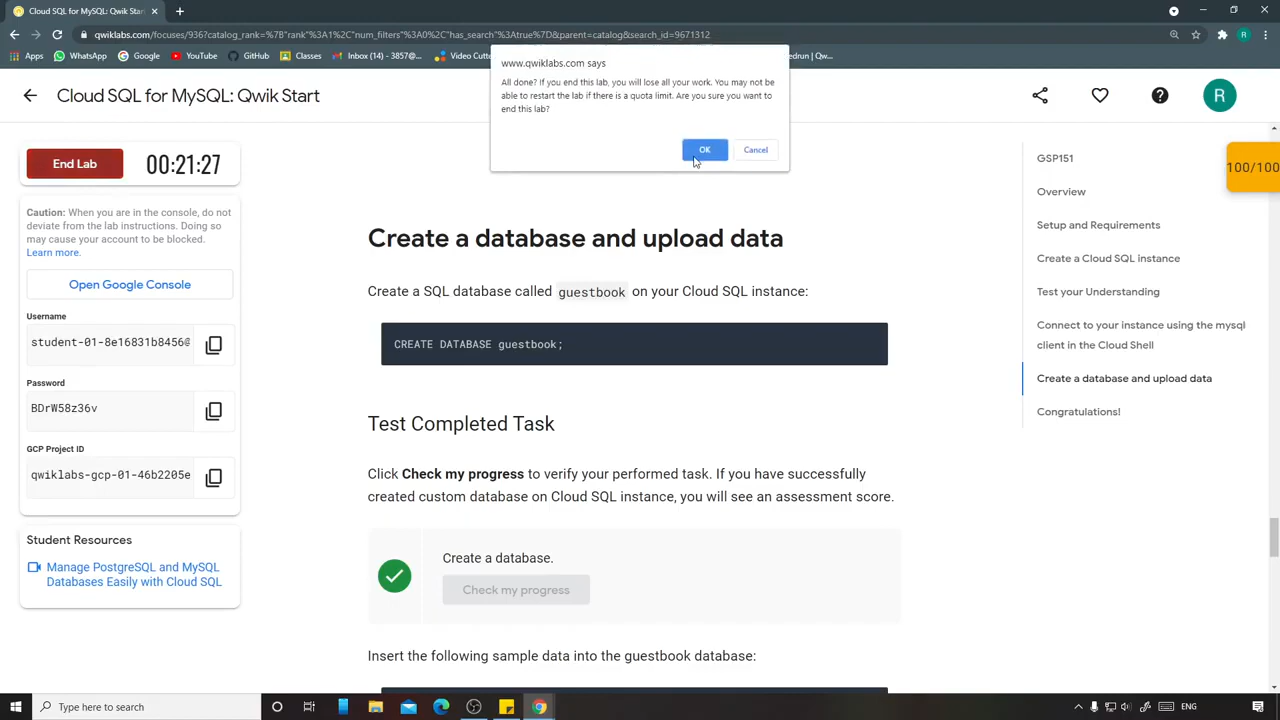 Cloud SQL for MySQL: Qwik Start
qwiklabs.com/focuses/936?catalog_rank=%7B"rank"%3A1%2C"num_filters"%3A0%2C"has_search"%3Atrue%7D&parent=catalog&search_id=9671312
Apps
WhatsApp
Google
YouTube
GitHub
Classes
Inbox (14) - 3857@...
www.qwiklabs.com says
All done? If you end this lab, you will lose all your work. You may not be
able to restart the lab if there is a quota limit. Are you sure you want to
end this lab?
OK
Cancel
Cloud SQL for MySQL: Qwik Start
R
End Lab
00:21:27
Caution: When you are in the console, do not
deviate from the lab instructions. Doing so
may cause your account to be blocked.
Learn more.
Open Google Console
Username
student-01-8e16831b8456@
Password
BDrW58z36v
GCP Project ID
qwiklabs-gcp-01-46b2205e
Student Resources
Manage PostgreSQL and MySQL
Databases Easily with Cloud SQL
Create a database and upload data
Create a SQL database called guestbook on your Cloud SQL instance:
CREATE DATABASE guestbook;
Test Completed Task
Click Check my progress to verify your performed task. If you have successfully
created custom database on Cloud SQL instance, you will see an assessment score.
Create a database.
Check my progress
Insert the following sample data into the guestbook database:
GSP151
Overview
Setup and Requirements
Create a Cloud SQL instance
Test your Understanding
Connect to your instance using the mysql
client in the Cloud Shell
Create a database and upload data
Congratulations!
100/100
Type here to search
ENG